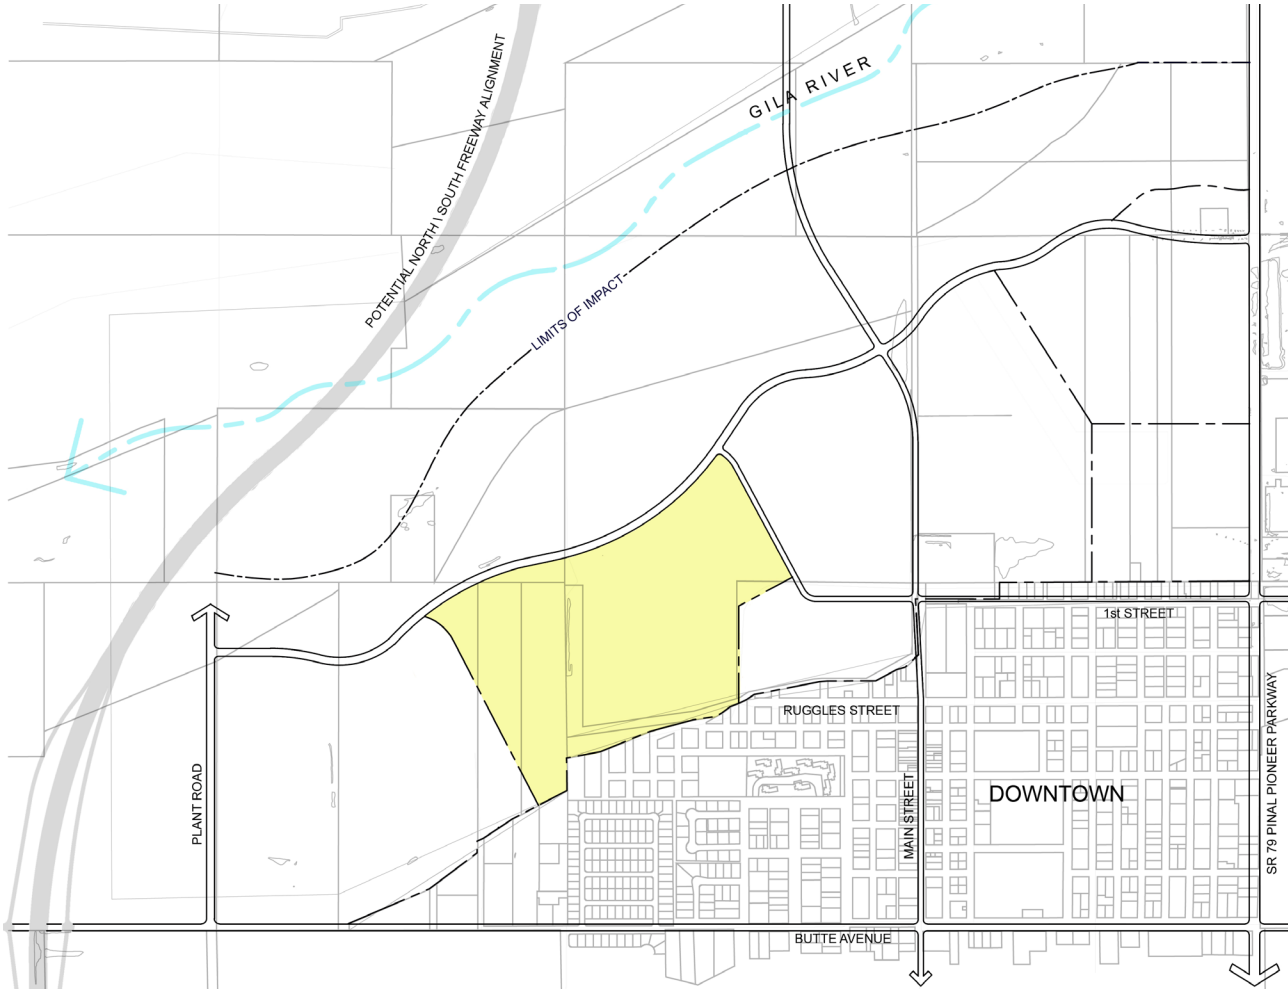 POTENTIAL NORTH \ SOUTH FREEWAY ALIGNMENT
GILA RIVER
LIMITS OF IMPACT
1st STREET
RUGGLES STREET
PLANT ROAD
MAIN STREET
DOWNTOWN
SR 79 PINAL PIONEER PARKWAY
BUTTE AVENUE